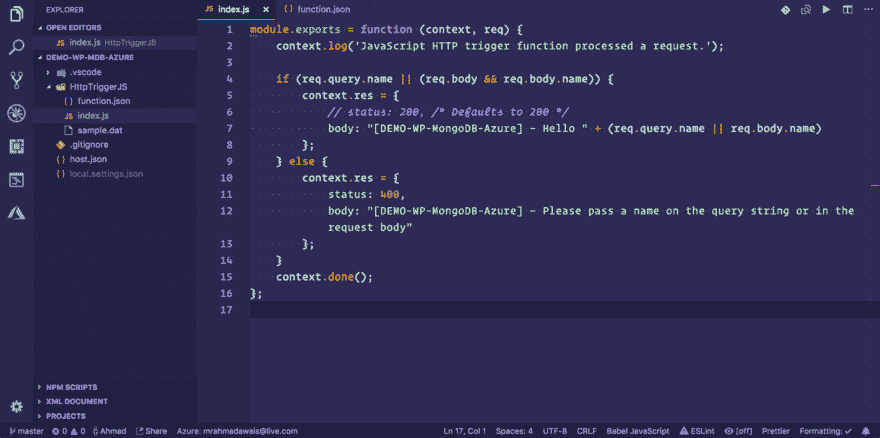 EXPLORER
OPEN EDITORS
JS index.js HttpTriggerJS
DEMO-WP-MDB-AZURE
.vscode
HttpTriggerJS
{ } function.json
JS index.js
sample.dat
.gitignore
{ } host.json
{ } local.settings.json
NPM SCRIPTS
XML DOCUMENT
PROJECTS
JS index.js ×
{ } function.json
1 module.exports = function (context, req) {
2 context.log('JavaScript HTTP trigger function processed a request.');
3
4 if (req.query.name || (req.body && req.body.name)) {
5 context.res = {
6 // status: 200, /* Defaults to 200 */
7 body: "[DEMO-WP-MongoDB-Azure] - Hello " + (req.query.name || req.body.name)
8 };
9 } else {
10 context.res = {
11 status: 400,
12 body: "[DEMO-WP-MongoDB-Azure] - Please pass a name on the query string or in the
request body"
13 };
14 }
15 context.done();
16 };
17
master 0 0 Ahmad Share Azure: mrahmadawais@live.com Ln 17, Col 1 Spaces: 4 UTF-8 CRLF Babel JavaScript ESLint [off] Prettier Formatting: ✓